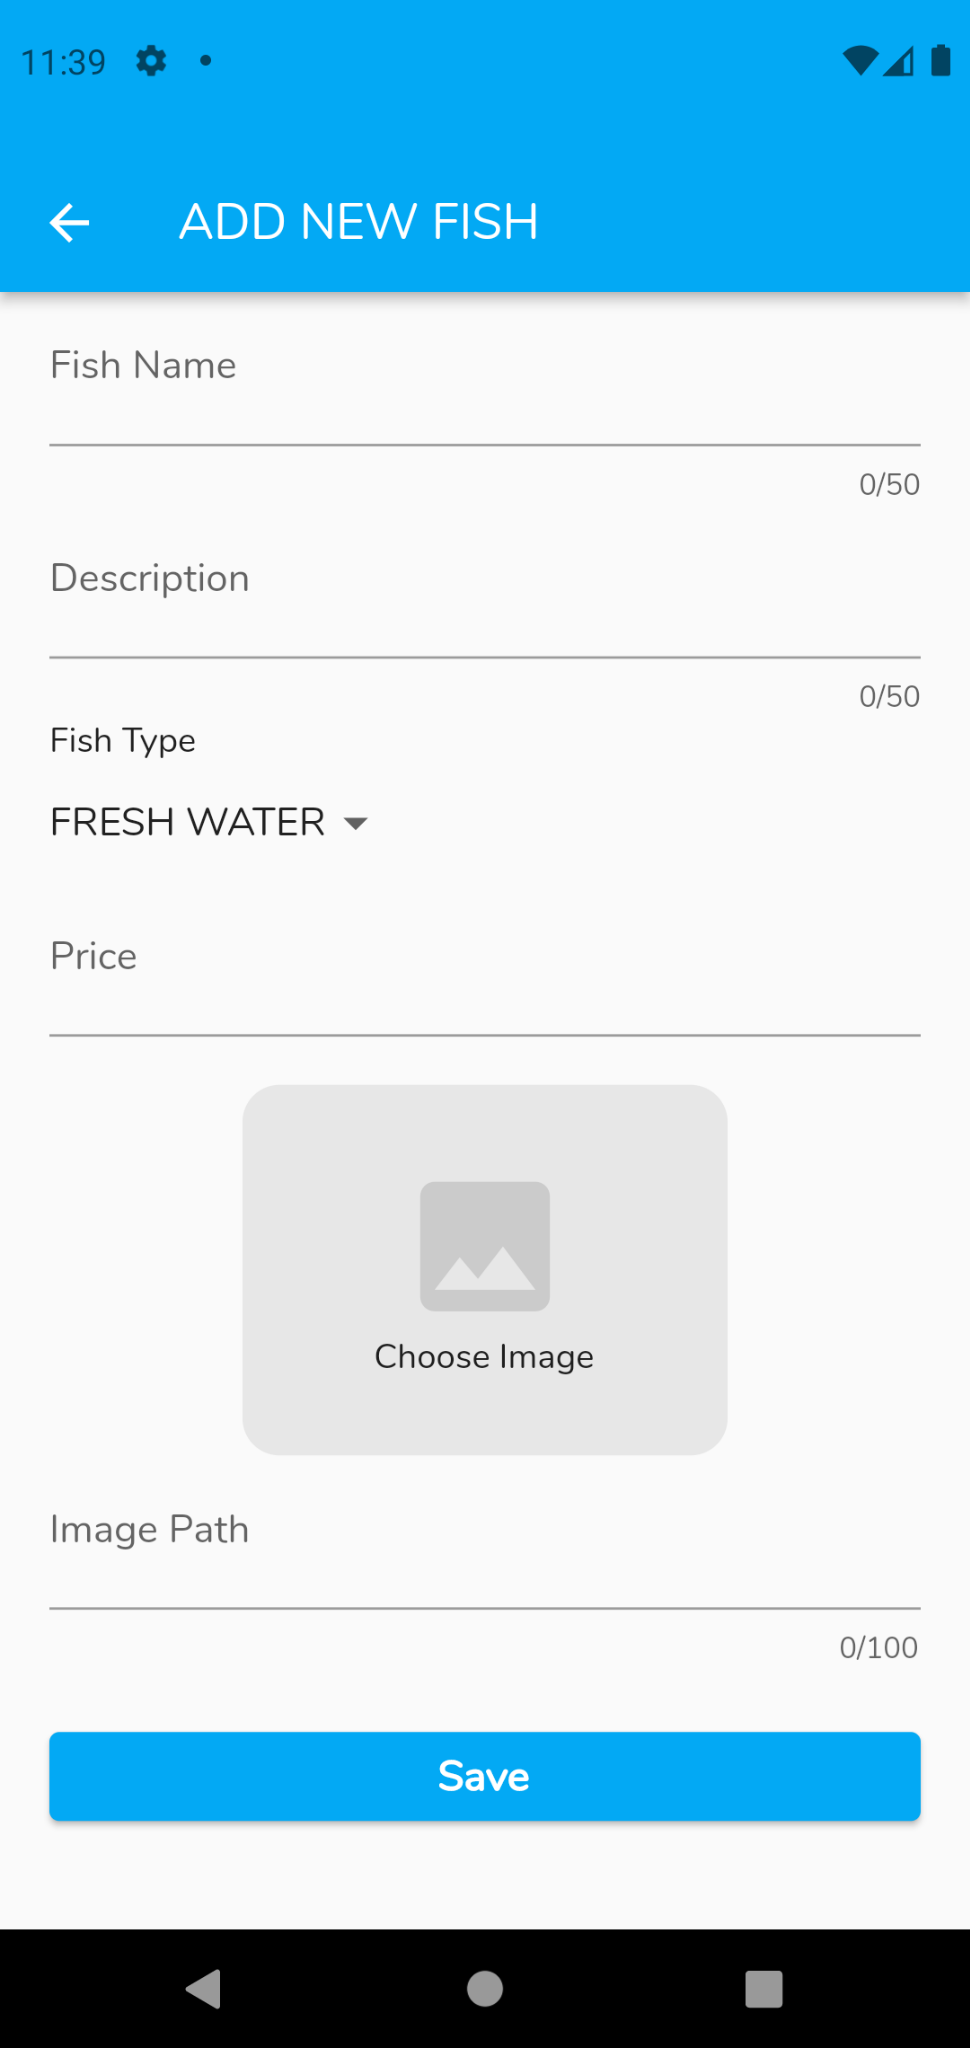 11:39
ADD NEW FISH
Fish Name
0/50
Description
0/50
Fish Type
FRESH WATER
Price
Choose Image
Image Path
0/100
Save